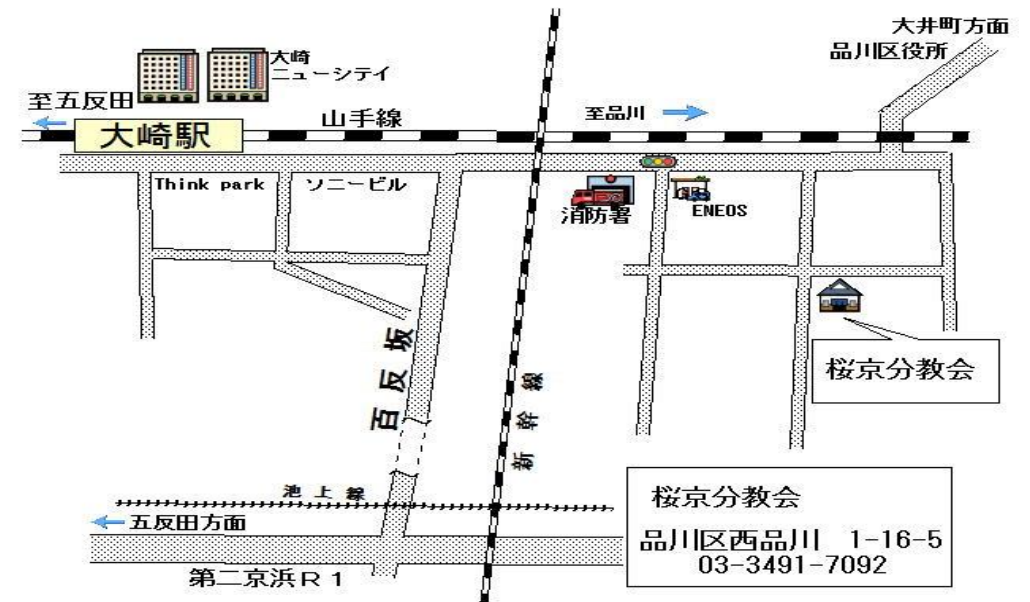 大井町方面
品川区役所
大崎
ニューシテイ
至五反田
大崎駅
山手線
至品川
Think park
ソニービル
消防署
ENEOS
桜京分教会
百反坂
新幹線
池上線
五反田方面
第二京浜R1
桜京分教会
品川区西品川 1-16-5
03-3491-7092